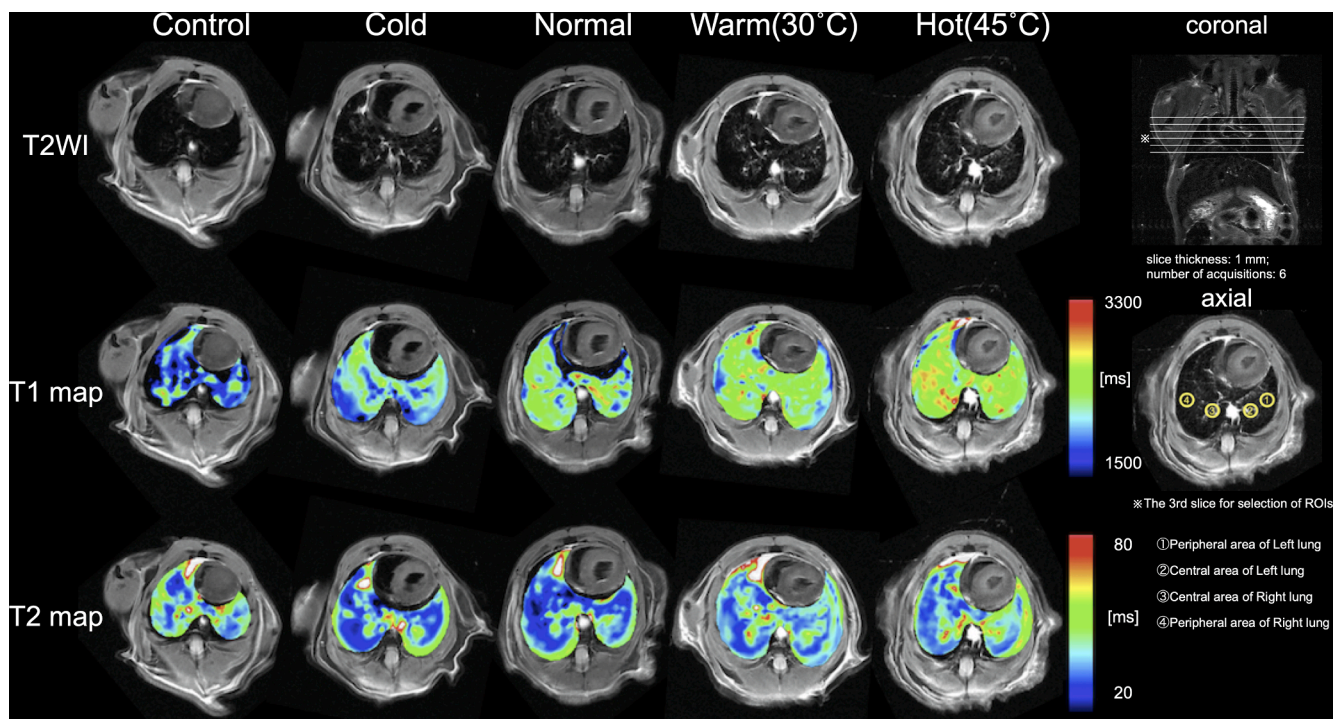 Control Cold Normal Warm(30˚C) Hot(45˚C) coronal
T2WI
※
slice thickness: 1 mm;
number of acquisitions: 6
T1 map
3300
[ms]
1500
axial
④ ③ ② ①
※The 3rd slice for selection of ROIs
T2 map
80
[ms]
20
①Peripheral area of Left lung
②Central area of Left lung
③Central area of Right lung
④Peripheral area of Right lung